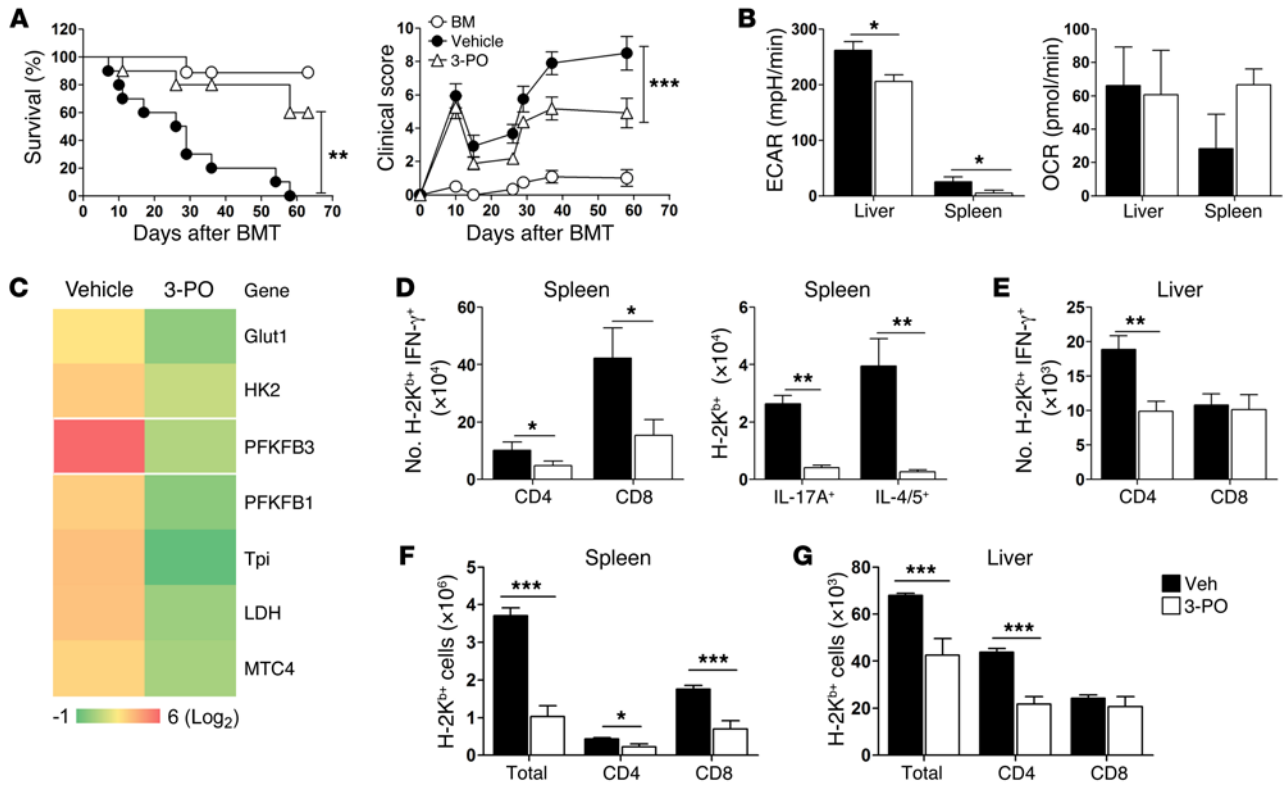 A
Survival (%)
120
100
80
60
40
20
0
0 10 20 30 40 50 60 70
Days after BMT
**
Clinical score
10
8
6
4
2
0
0 10 20 30 40 50 60 70
Days after BMT
BM
Vehicle
3-PO
***
B
ECAR (mpH/min)
300
200
100
0
* *
Liver Spleen
OCR (pmol/min)
100
80
60
40
20
0
Liver Spleen
C
Vehicle 3-PO Gene
Glut1
HK2
PFKFB3
PFKFB1
Tpi
LDH
MTC4
-1 6 (Log2)
D
Spleen
No. H-2Kb+ IFN-γ+
(×10⁴)
60
40
20
0
* *
CD4 CD8
Spleen
H-2Kb+ (×10⁴)
6
4
2
0
** **
IL-17A+ IL-4/5+
E
Liver
No. H-2Kb+ IFN-γ+
(×10³)
25
20
15
10
5
0
**
CD4 CD8
F
Spleen
H-2Kb+ cells (×10⁶)
5
4
3
2
1
0
*** * ***
Total CD4 CD8
G
Liver
H-2Kb+ cells (×10³)
80
60
40
20
0
*** ***
Total CD4 CD8
Veh
3-PO